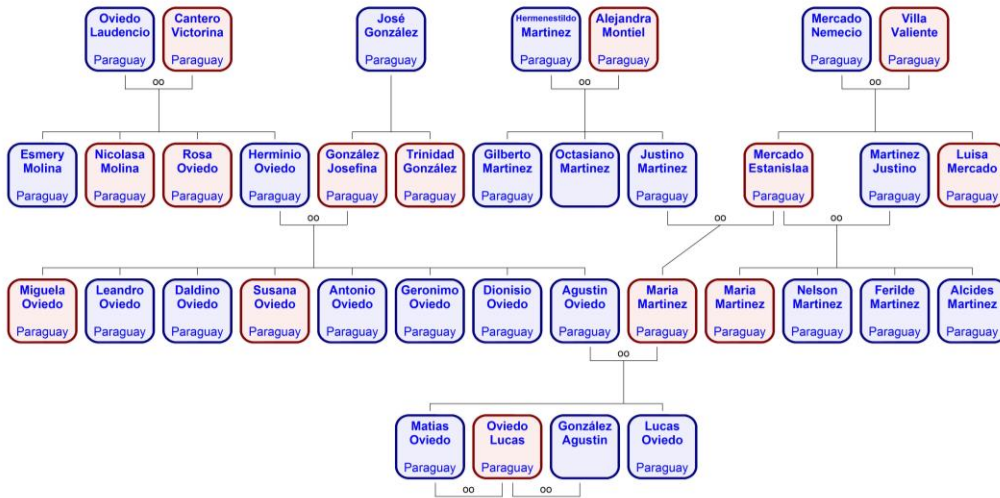 Oviedo
Laudencio
Paraguay
Cantero
Victorina
Paraguay
José
González
Paraguay
Hermenestildo
Martinez
Paraguay
Alejandra
Montiel
Paraguay
Mercado
Nemecio
Paraguay
Villa
Valiente
Paraguay
oo
oo
oo
Esmery
Molina
Paraguay
Nicolasa
Molina
Paraguay
Rosa
Oviedo
Paraguay
Herminio
Oviedo
Paraguay
González
Josefina
Paraguay
Trinidad
González
Paraguay
Gilberto
Martinez
Paraguay
Octasiano
Martinez
Justino
Martinez
Paraguay
Mercado
Estanislaa
Paraguay
Martinez
Justino
Paraguay
Luisa
Mercado
Paraguay
oo
oo
oo
Miguela
Oviedo
Paraguay
Leandro
Oviedo
Paraguay
Daldino
Oviedo
Paraguay
Susana
Oviedo
Paraguay
Antonio
Oviedo
Paraguay
Geronimo
Oviedo
Paraguay
Dionisio
Oviedo
Paraguay
Agustin
Oviedo
Paraguay
Maria
Martinez
Paraguay
Maria
Martinez
Paraguay
Nelson
Martinez
Paraguay
Ferilde
Martinez
Paraguay
Alcides
Martinez
Paraguay
oo
Matias
Oviedo
Paraguay
Oviedo
Lucas
Paraguay
González
Agustin
Lucas
Oviedo
Paraguay
oo
oo